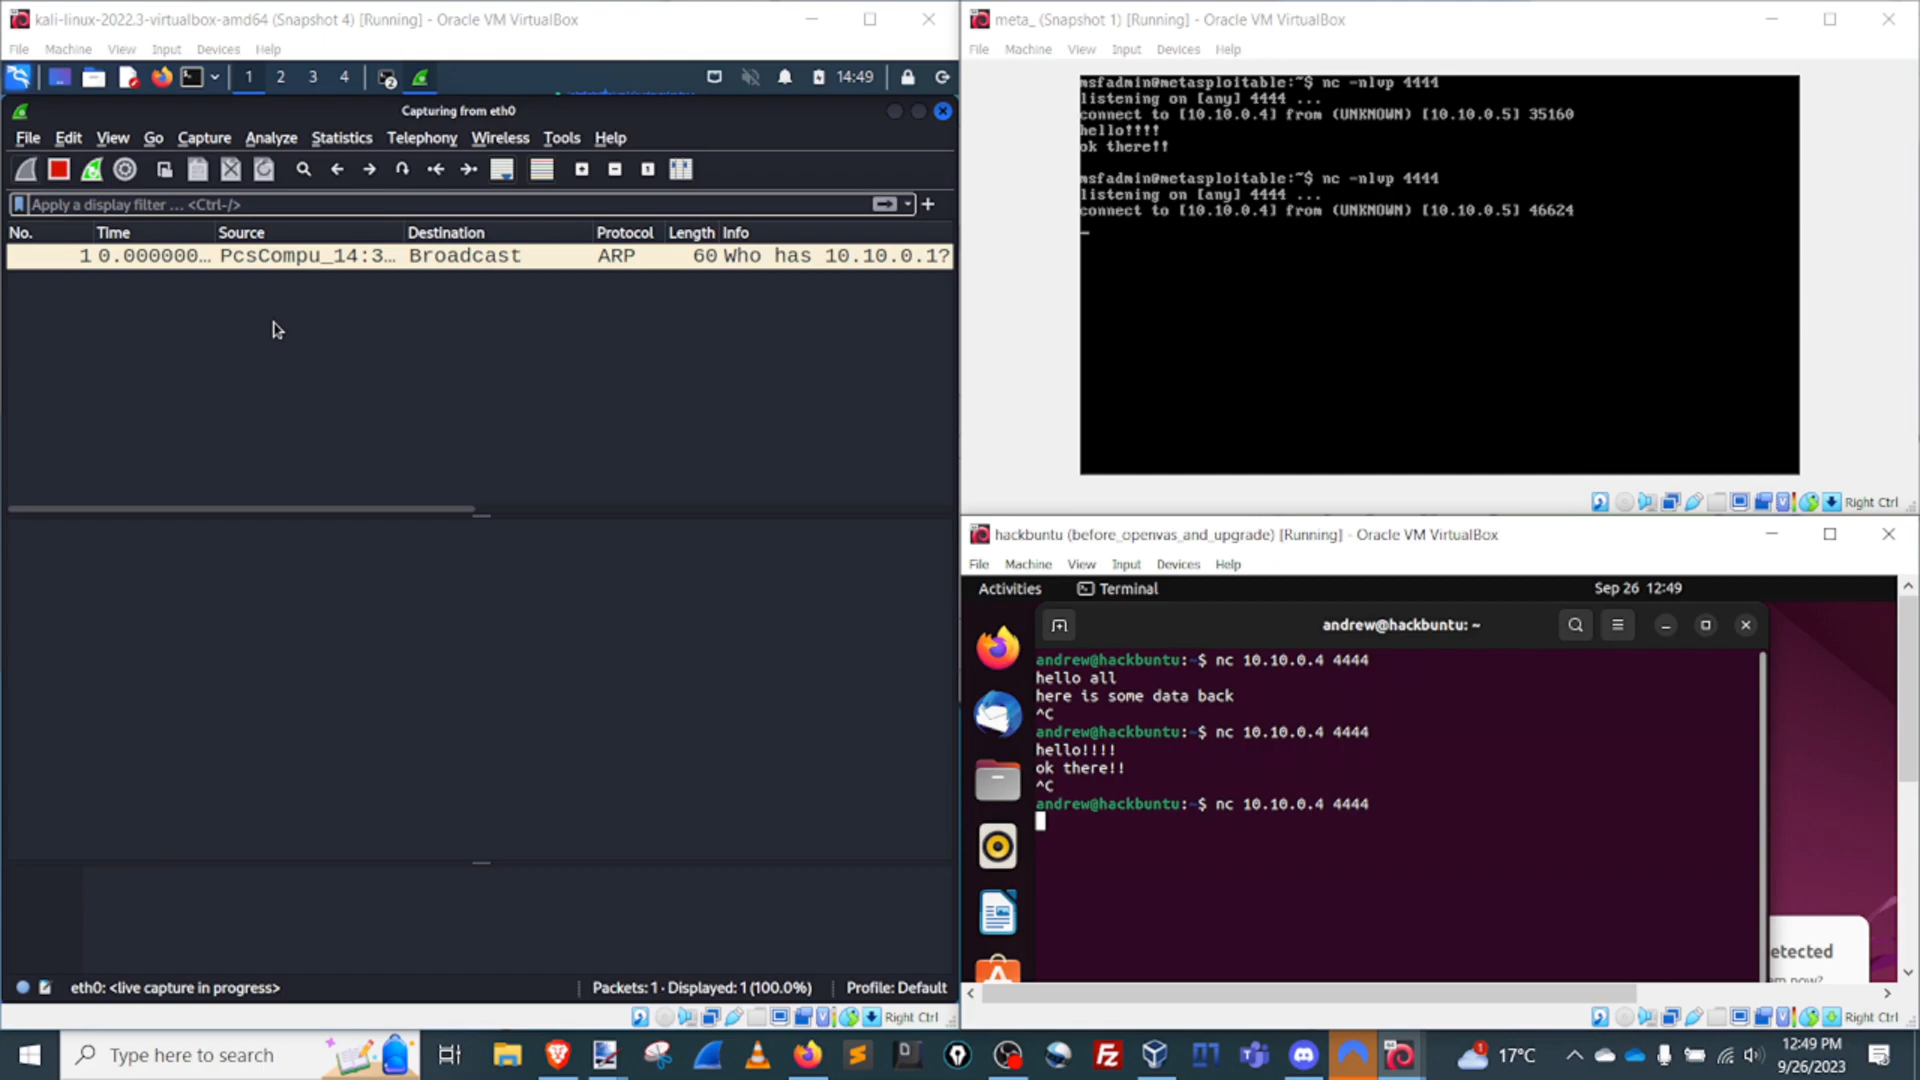 kali-linux-2022.3-virtualbox-amd64 (Snapshot 4) [Running] - Oracle VM VirtualBox
File Machine View Input Devices Help
1 2 3 4 14:49
Capturing from eth0
File Edit View Go Capture Analyze Statistics Telephony Wireless Tools Help
Apply a display filter ... <Ctrl-/>
No. Time Source Destination Protocol Length Info
1 0.000000... PcsCompu_14:3... Broadcast ARP 60 Who has 10.10.0.1?
eth0: <live capture in progress> Packets: 1 · Displayed: 1 (100.0%) Profile: Default
Right Ctrl
meta_ (Snapshot 1) [Running] - Oracle VM VirtualBox
File Machine View Input Devices Help
msfadmin@metasploitable:~$ nc -nlvp 4444
listening on [any] 4444 ...
connect to [10.10.0.4] from (UNKNOWN) [10.10.0.5] 35160
hello!!!!
ok there!!
msfadmin@metasploitable:~$ nc -nlvp 4444
listening on [any] 4444 ...
connect to [10.10.0.4] from (UNKNOWN) [10.10.0.5] 46624
Right Ctrl
hackbuntu (before_openvas_and_upgrade) [Running] - Oracle VM VirtualBox
File Machine View Input Devices Help
Activities Terminal Sep 26 12:49
andrew@hackbuntu: ~
andrew@hackbuntu:~$ nc 10.10.0.4 4444
hello all
here is some data back
^C
andrew@hackbuntu:~$ nc 10.10.0.4 4444
hello!!!!
ok there!!
^C
andrew@hackbuntu:~$ nc 10.10.0.4 4444
etected
Right Ctrl
Type here to search 17°C 12:49 PM
9/26/2023